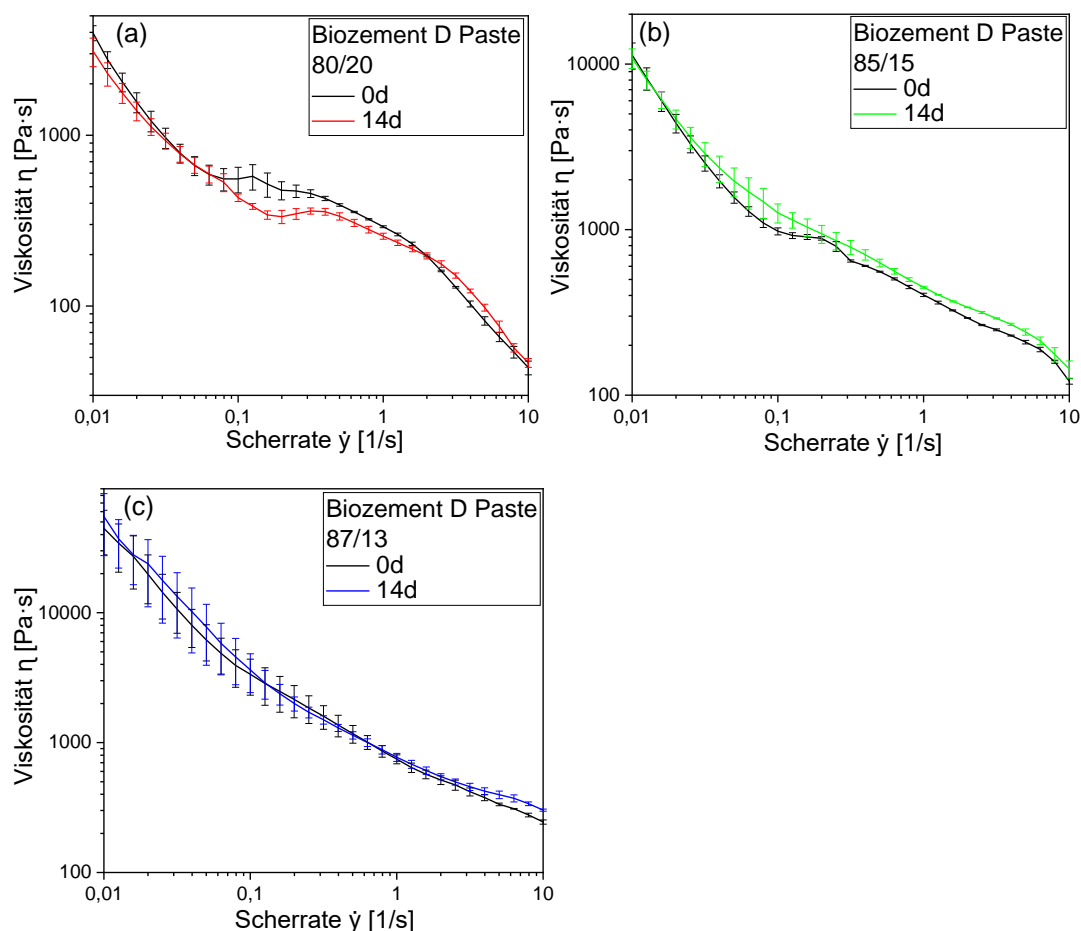 (a)
Biozement D Paste
80/20
0d
14d
1000
100
Viskosität η [Pa·s]
0,01
0,1
1
10
Scherrate ẏ [1/s]
(b)
Biozement D Paste
85/15
0d
14d
10000
1000
100
Viskosität η [Pa·s]
0,01
0,1
1
10
Scherrate ẏ [1/s]
(c)
Biozement D Paste
87/13
0d
14d
10000
1000
100
Viskosität η [Pa·s]
0,01
0,1
1
10
Scherrate ẏ [1/s]